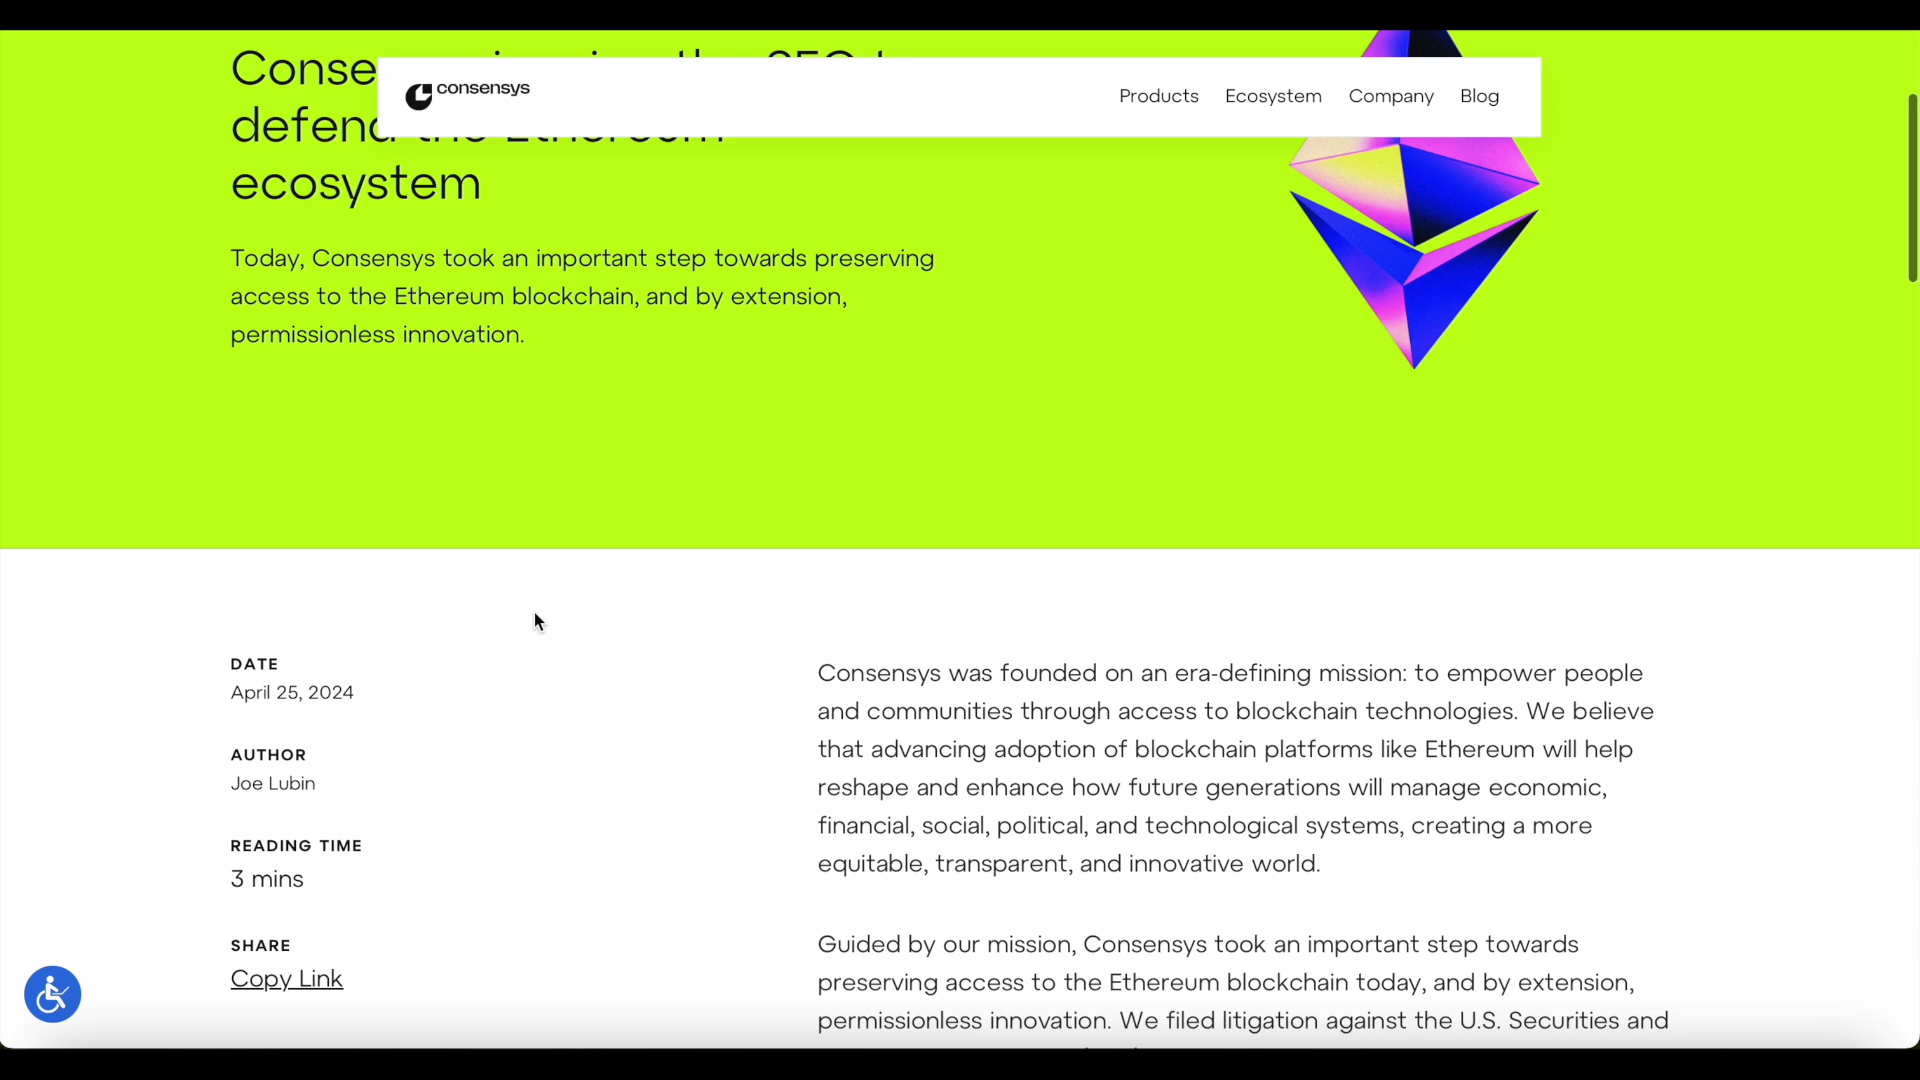 consensys
Products
Ecosystem
Company
Blog
Conse
defend the Ethereum
ecosystem
Today, Consensys took an important step towards preserving
access to the Ethereum blockchain, and by extension,
permissionless innovation.
DATE
April 25, 2024
AUTHOR
Joe Lubin
READING TIME
3 mins
SHARE
Copy Link
Consensys was founded on an era-defining mission: to empower people
and communities through access to blockchain technologies. We believe
that advancing adoption of blockchain platforms like Ethereum will help
reshape and enhance how future generations will manage economic,
financial, social, political, and technological systems, creating a more
equitable, transparent, and innovative world.
Guided by our mission, Consensys took an important step towards
preserving access to the Ethereum blockchain today, and by extension,
permissionless innovation. We filed litigation against the U.S. Securities and